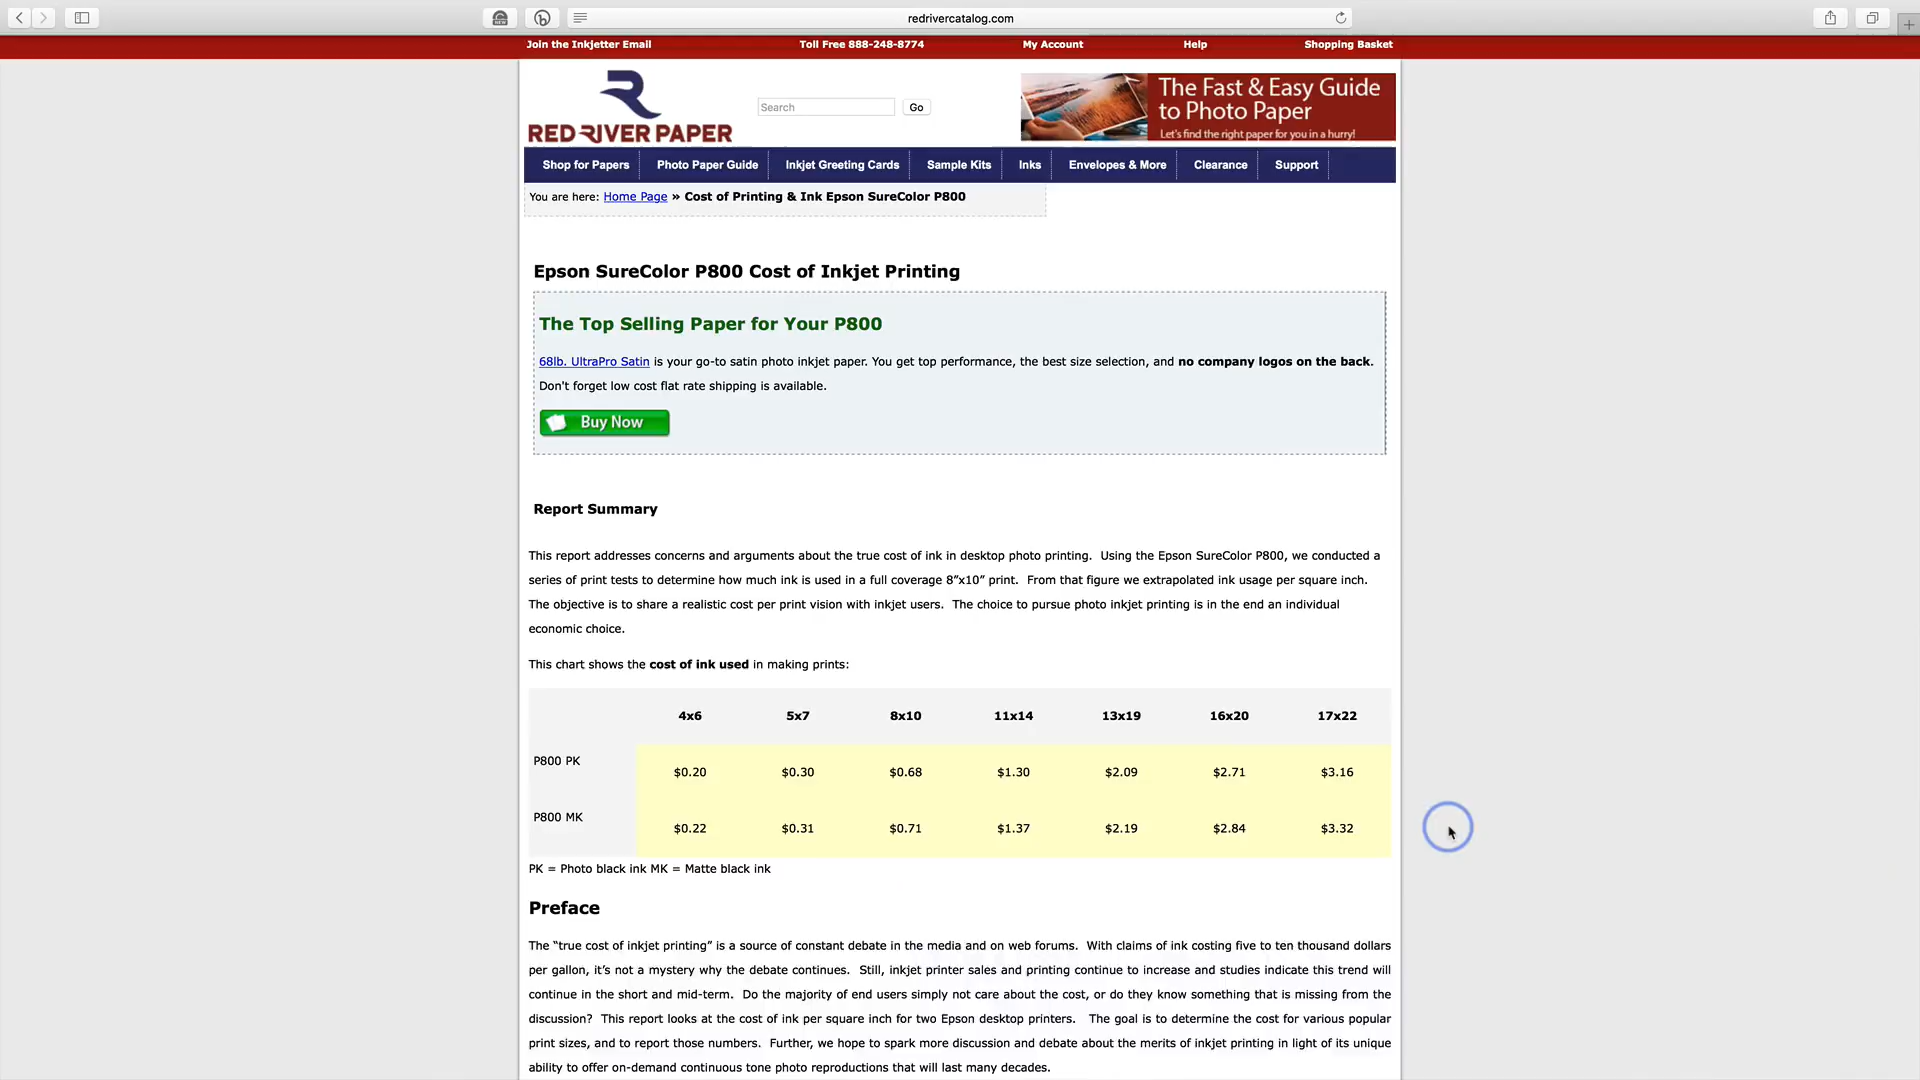 redrivercatalog.com
Join the Inkjetter Email
Toll Free 888-248-8774
My Account
Help
Shopping Basket
RED RIVER PAPER
Search
Go
The Fast & Easy Guide
to Photo Paper
Let's find the right paper for you in a hurry!
Shop for Papers
Photo Paper Guide
Inkjet Greeting Cards
Sample Kits
Inks
Envelopes & More
Clearance
Support
You are here: Home Page » Cost of Printing & Ink Epson SureColor P800
Epson SureColor P800 Cost of Inkjet Printing
The Top Selling Paper for Your P800
68lb. UltraPro Satin is your go-to satin photo inkjet paper. You get top performance, the best size selection, and no company logos on the back.
Don't forget low cost flat rate shipping is available.
Buy Now
Report Summary
This report addresses concerns and arguments about the true cost of ink in desktop photo printing. Using the Epson SureColor P800, we conducted a
series of print tests to determine how much ink is used in a full coverage 8”x10” print. From that figure we extrapolated ink usage per square inch.
The objective is to share a realistic cost per print vision with inkjet users. The choice to pursue photo inkjet printing is in the end an individual
economic choice.
This chart shows the cost of ink used in making prints:
4x6 5x7 8x10 11x14 13x19 16x20 17x22
P800 PK $0.20 $0.30 $0.68 $1.30 $2.09 $2.71 $3.16
P800 MK $0.22 $0.31 $0.71 $1.37 $2.19 $2.84 $3.32
PK = Photo black ink MK = Matte black ink
Preface
The “true cost of inkjet printing” is a source of constant debate in the media and on web forums. With claims of ink costing five to ten thousand dollars
per gallon, it’s not a mystery why the debate continues. Still, inkjet printer sales and printing continue to increase and studies indicate this trend will
continue in the short and mid-term. Do the majority of end users simply not care about the cost, or do they know something that is missing from the
discussion? This report looks at the cost of ink per square inch for two Epson desktop printers. The goal is to determine the cost for various popular
print sizes, and to report those numbers. Further, we hope to spark more discussion and debate about the merits of inkjet printing in light of its unique
ability to offer on-demand continuous tone photo reproductions that will last many decades.